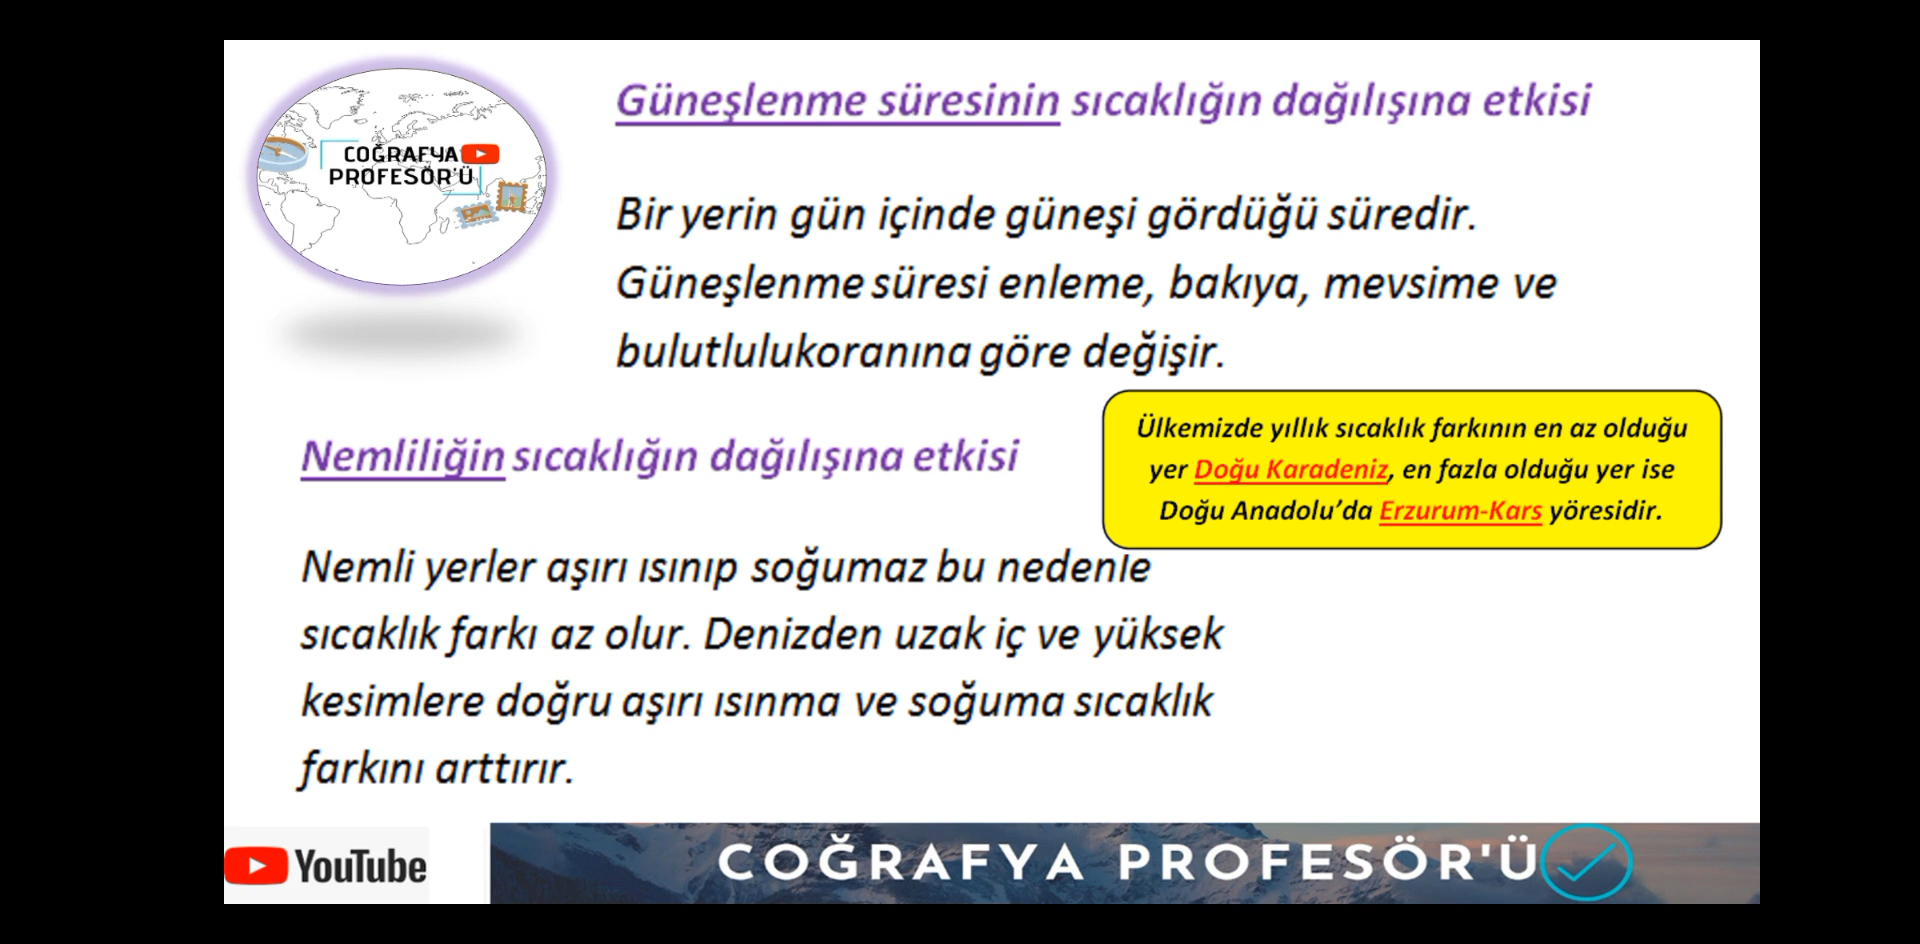 COĞRAFYA
PROFESÖR'Ü
Güneşlenme süresinin sıcaklığın dağılışına etkisi
Bir yerin gün içinde güneşi gördüğü süredir.
Güneşlenme süresi enleme, bakıya, mevsime ve
bulutlulukoranına göre değişir.
Ülkemizde yıllık sıcaklık farkının en az olduğu
yer Doğu Karadeniz, en fazla olduğu yer ise
Doğu Anadolu’da Erzurum-Kars yöresidir.
Nemliliğin sıcaklığın dağılışına etkisi
Nemli yerler aşırı ısınıp soğumaz bu nedenle
sıcaklık farkı az olur. Denizden uzak iç ve yüksek
kesimlere doğru aşırı ısınma ve soğuma sıcaklık
farkını arttırır.
YouTube
COĞRAFYA PROFESÖR'Ü